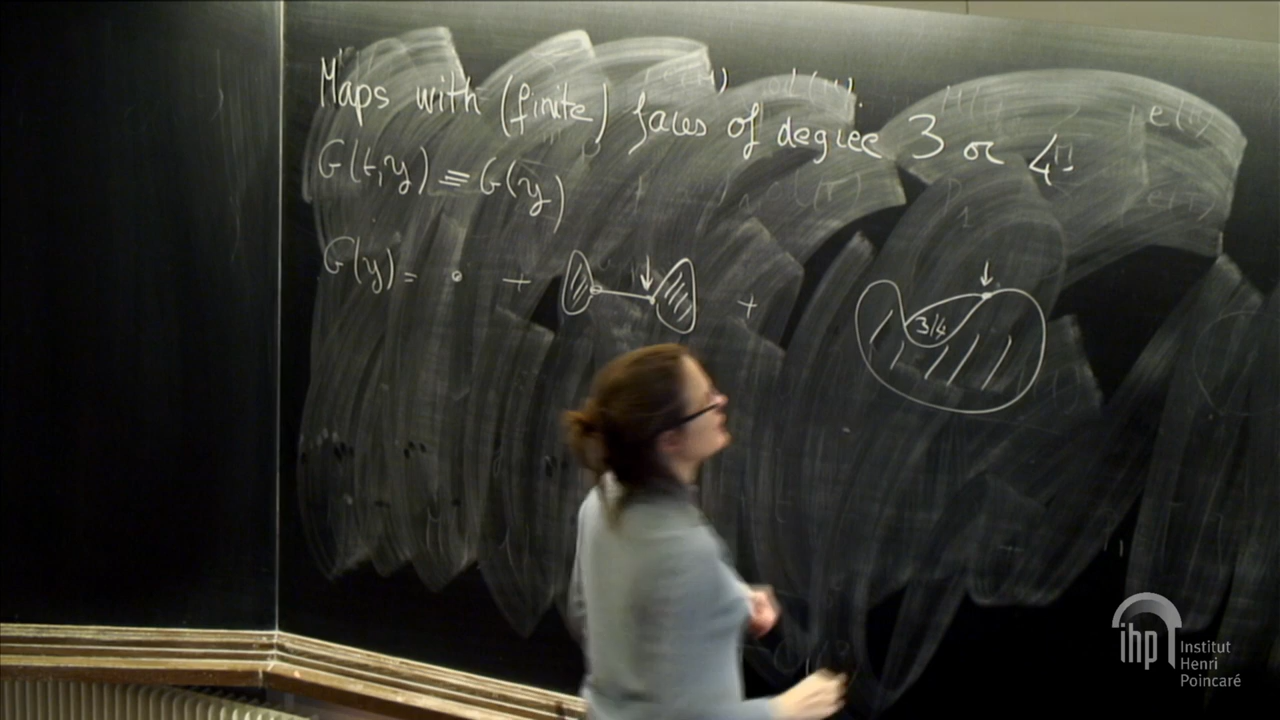 Maps with (finite) faces of degree 3 or 4
G(t,y) ≡ G(y)
G(y) = • + +
3/4
ihp Institut
Henri
Poincaré